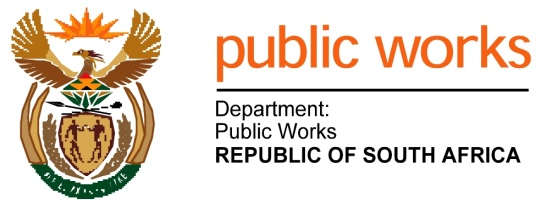 public works
Department:
Public Works
REPUBLIC OF SOUTH AFRICA